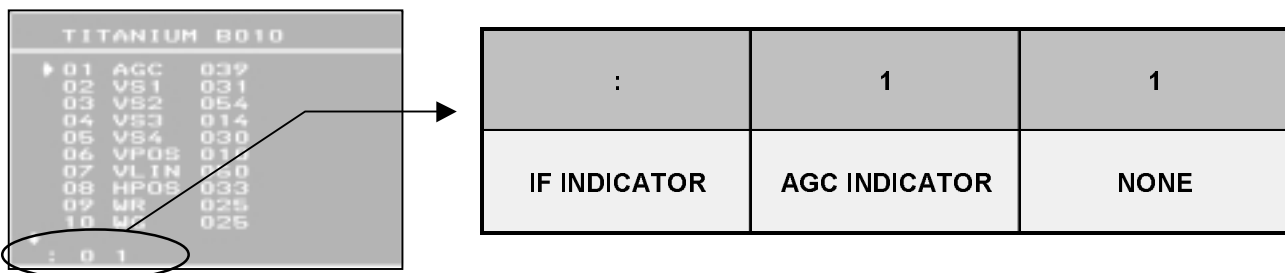 TITANIUM B010
01 AGC 039
02 VS1 031
03 VS2 054
04 VS3 014
05 VS4 030
06 VPOS
07 VLIN
08 HPOS 033
09 WR 025
10 WG 025
: 0 1
: 1 1
IF INDICATOR AGC INDICATOR NONE